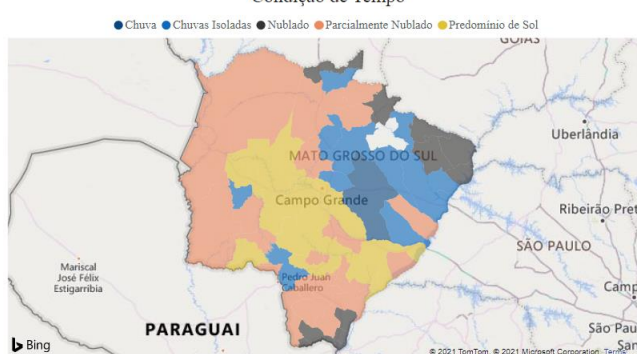 Condição de Tempo
Chuva Chuvas Isoladas Nublado Parcialmente Nublado Predomínio de Sol
GOIÁS
Uberlândia
MATO GROSSO DO SUL
Campo Grande
Ribeirão Pret
SÃO PAULO
Mariscal
José Félix
Estigarribia
Pedro Juan
Caballero
Camp
PARAGUAI
São Pau
San
Bing
© 2021 TomTom, © 2021 Microsoft Corporation Terms